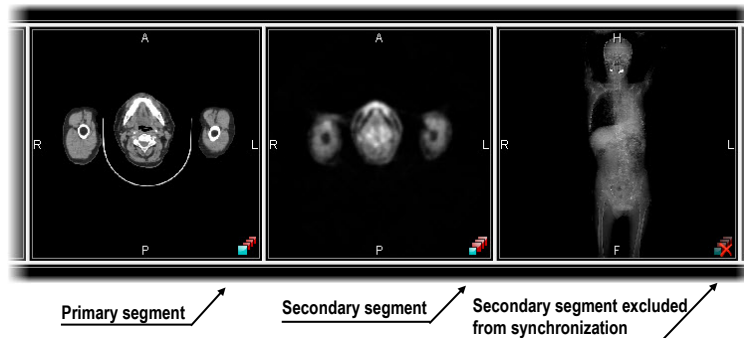 A
A
H
R
L
R
L
R
L
P
P
F
Primary segment
Secondary segment
Secondary segment excluded
from synchronization